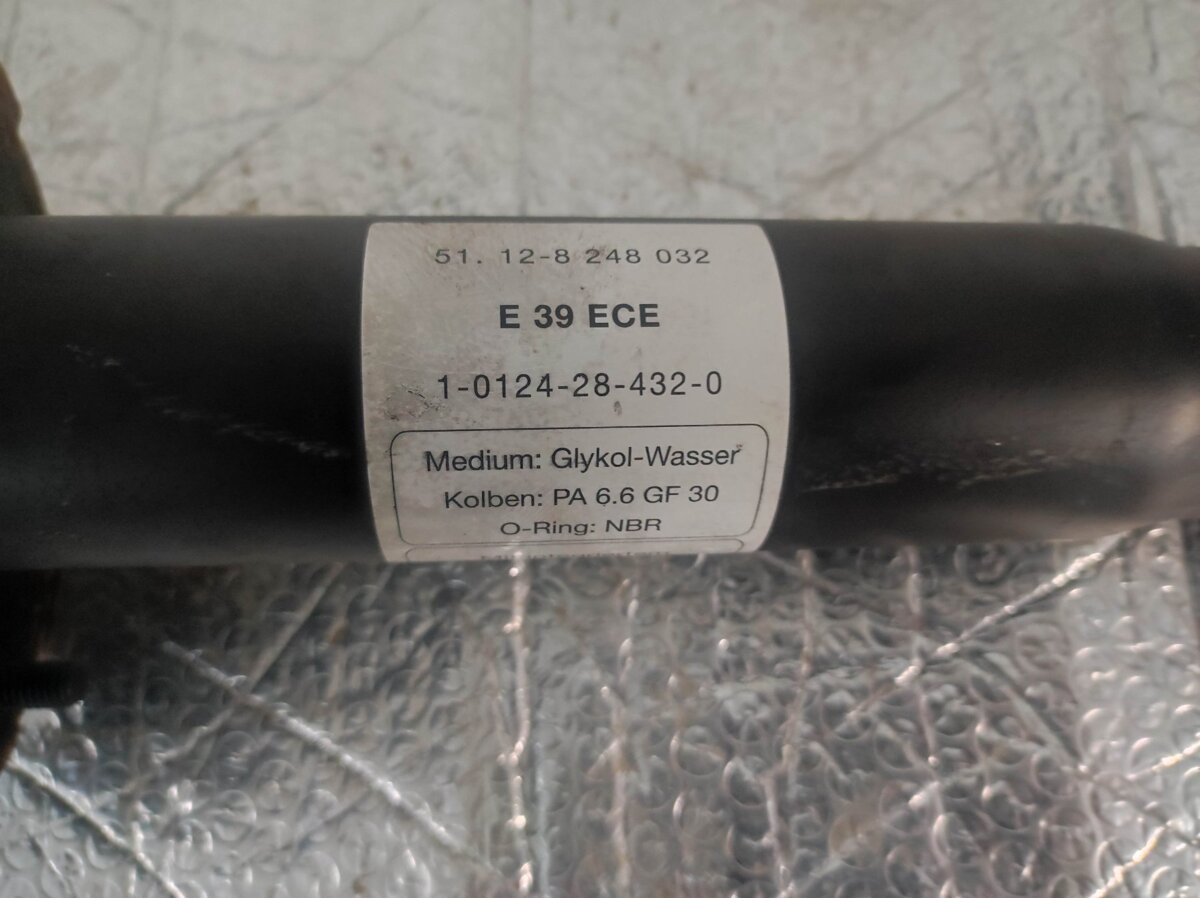 51. 12-8 248 032
E 39 ECE
1-0124-28-432-0
Medium: Glykol-Wasser
Kolben: PA 6.6 GF 30
O-Ring: NBR